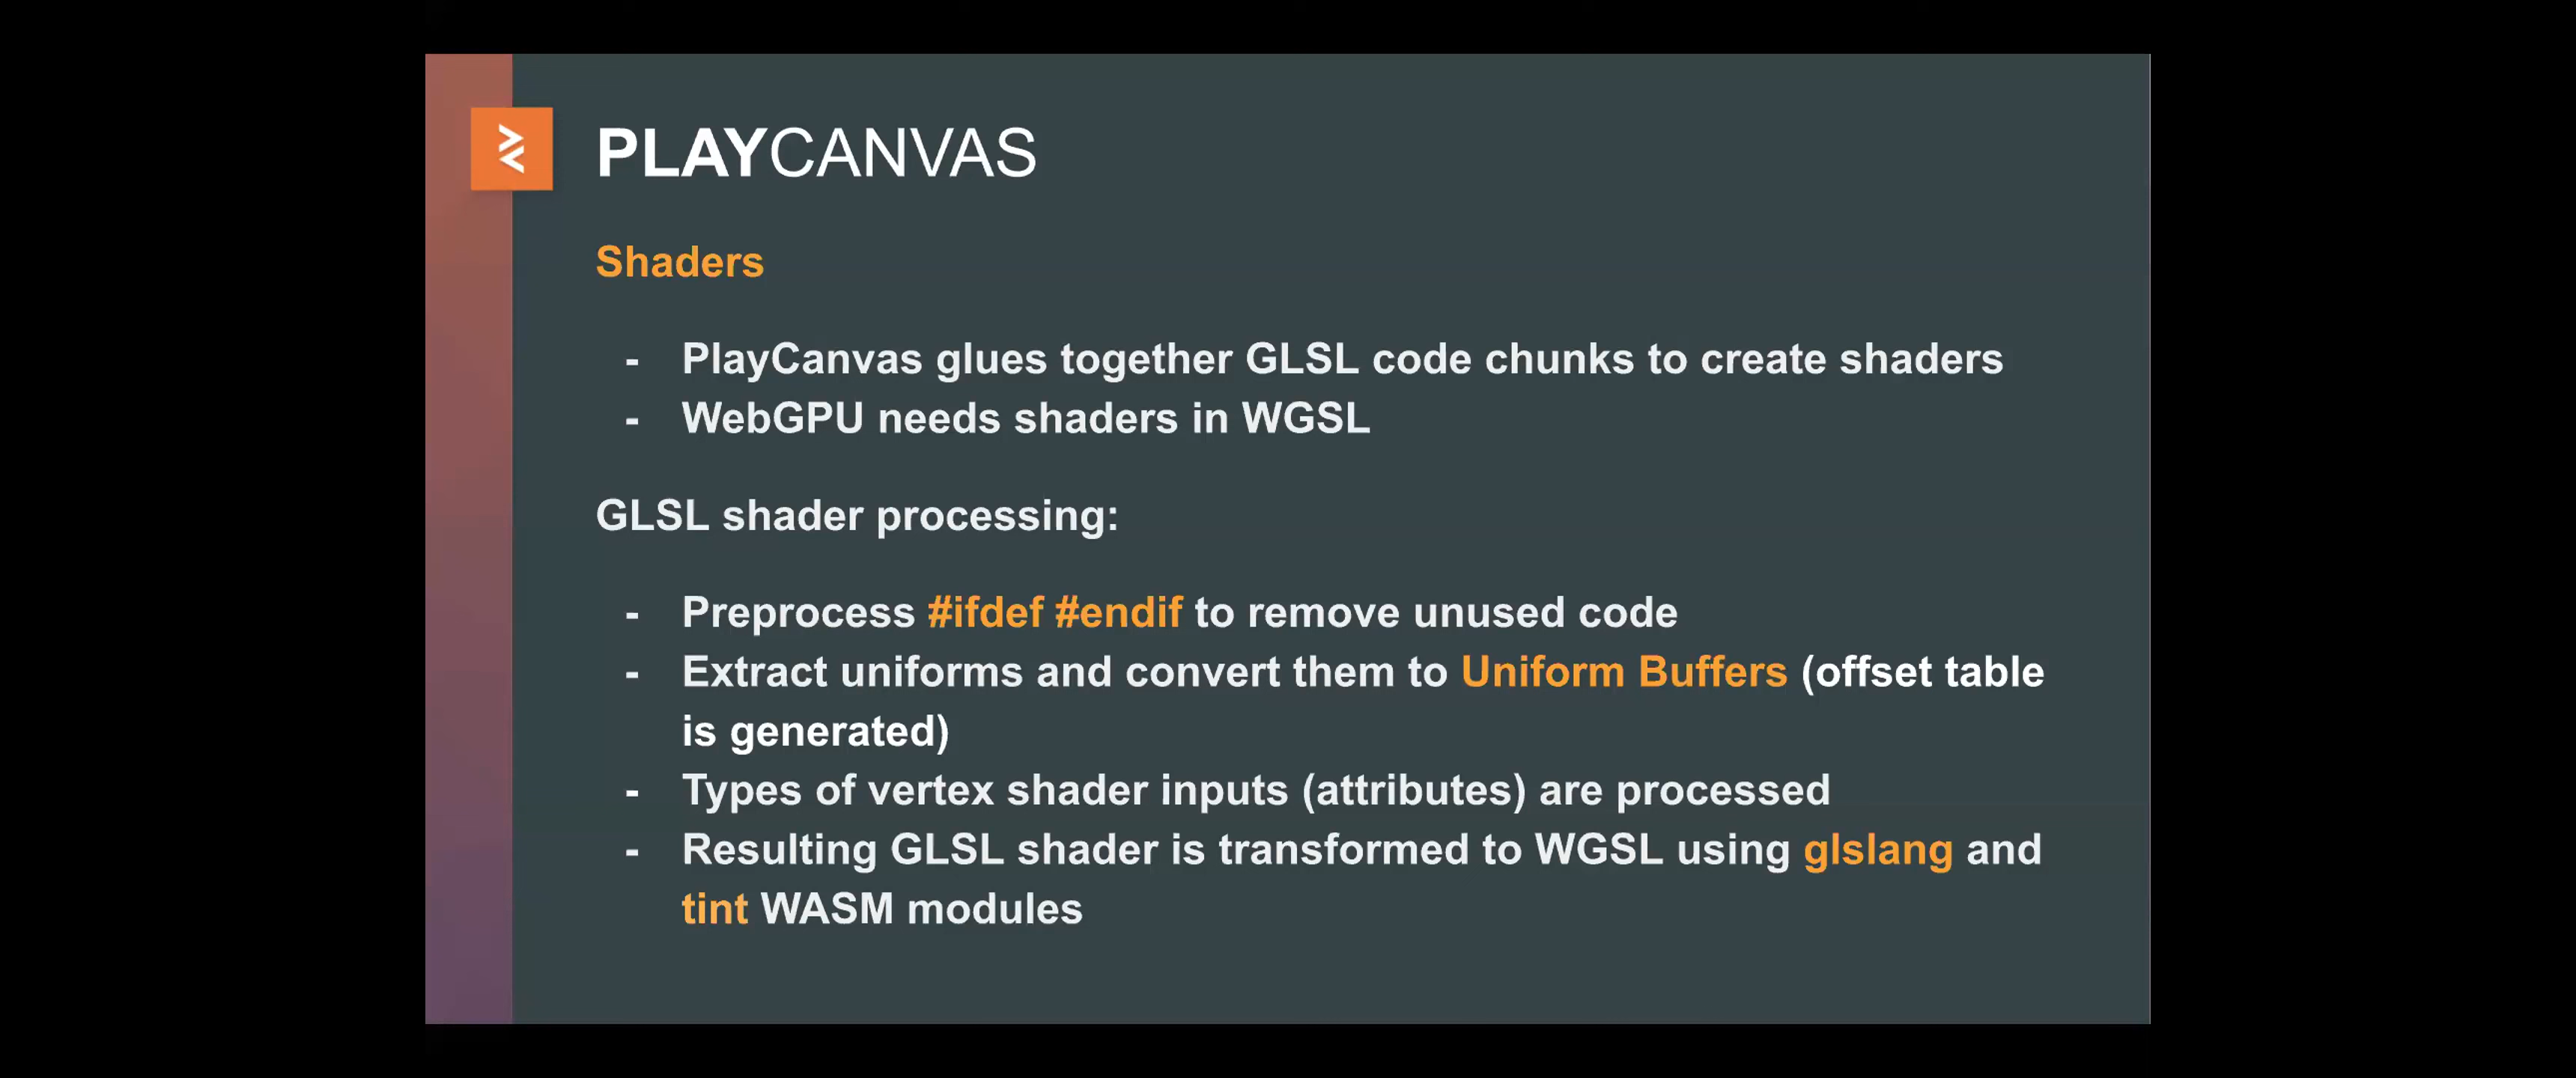 PLAYCANVAS
Shaders
- PlayCanvas glues together GLSL code chunks to create shaders
- WebGPU needs shaders in WGSL
GLSL shader processing:
- Preprocess #ifdef #endif to remove unused code
- Extract uniforms and convert them to Uniform Buffers (offset table
is generated)
- Types of vertex shader inputs (attributes) are processed
- Resulting GLSL shader is transformed to WGSL using glslang and
tint WASM modules